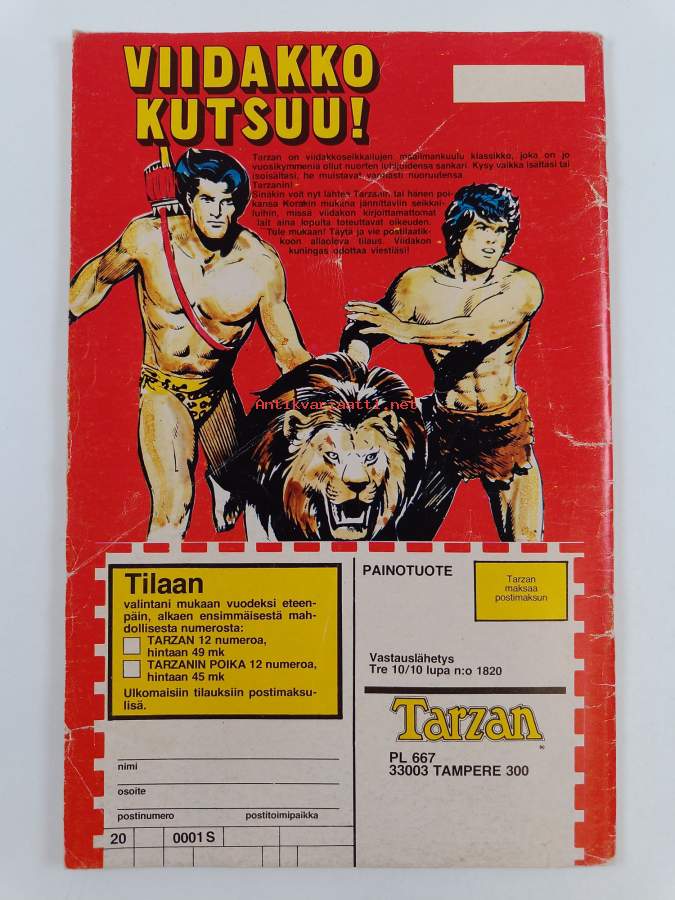 VIIDAKKO
KUTSUU!
Tarzan on viidakkoseikkailujen maailmankuulu klassikko, joka on jo
vuosikymmeniä ollut nuorten lukijoidensa sankari. Kysy vaikka isältäsi tai
isoisältäsi, he muistavat varmasti nuoruutensa
Tarzanin!
Sinäkin voit nyt lähteä Tarzanin tai hänen poi-
kansa Korakin mukana jännittäviin seikkai-
luihin, missä viidakon kirjoittamattomat
lait aina lopulta toteuttavat oikeuden.
Tule mukaan! Täytä ja vie postilaatik-
koon allaoleva tilaus. Viidakon
kuningas odottaa viestiäsi!
Antikvariaatti.net
Tilaan
valintani mukaan vuodeksi eteen-
päin, alkaen ensimmäisestä mah-
dollisesta numerosta:
TARZAN 12 numeroa,
hintaan 49 mk
TARZANIN POIKA 12 numeroa,
hintaan 45 mk
Ulkomaisiin tilauksiin postimaksu-
lisä.
nimi
osoite
postinumero postitoimipaikka
20 0001 S
PAINOTUOTE
Tarzan
maksaa
postimaksun
Vastauslähetys
Tre 10/10 lupa n:o 1820
Tarzan
PL 667
33003 TAMPERE 300